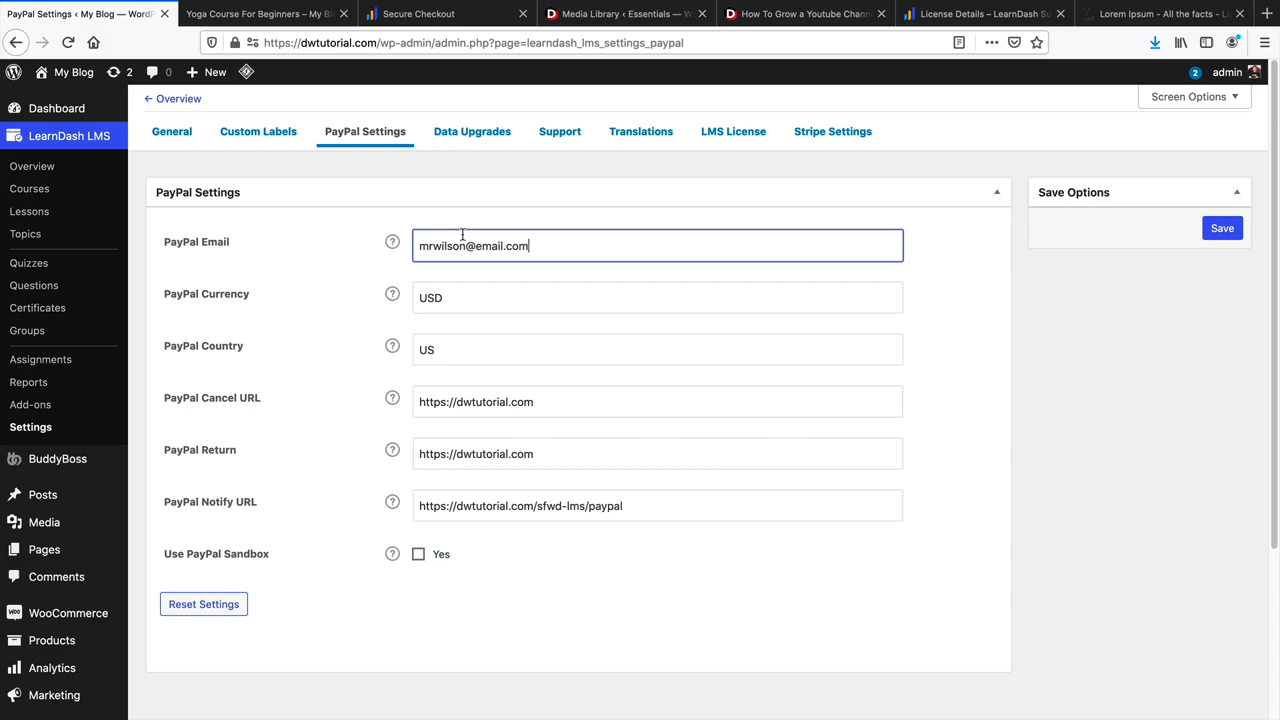 PayPal Settings ‹ My Blog — WordP
Yoga Course For Beginners – My Bl
Secure Checkout
Media Library ‹ Essentials — W
How To Grow a Youtube Chann
License Details – LearnDash Su
Lorem Ipsum - All the facts - Li
https://dwtutorial.com/wp-admin/admin.php?page=learndash_lms_settings_paypal
My Blog
2
0
New
2
admin
Dashboard
LearnDash LMS
Overview
Courses
Lessons
Topics
Quizzes
Questions
Certificates
Groups
Assignments
Reports
Add-ons
Settings
BuddyBoss
Posts
Media
Pages
Comments
WooCommerce
Products
Analytics
Marketing
← Overview
Screen Options
General
Custom Labels
PayPal Settings
Data Upgrades
Support
Translations
LMS License
Stripe Settings
PayPal Settings
PayPal Email
mrwilson@email.com
PayPal Currency
USD
PayPal Country
US
PayPal Cancel URL
https://dwtutorial.com
PayPal Return
https://dwtutorial.com
PayPal Notify URL
https://dwtutorial.com/sfwd-lms/paypal
Use PayPal Sandbox
Yes
Reset Settings
Save Options
Save